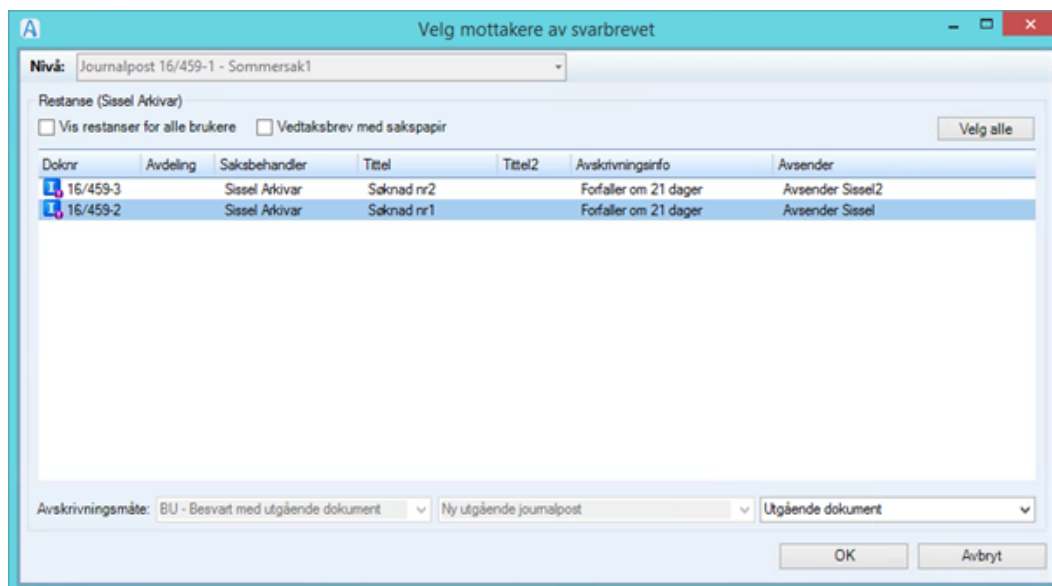 A
Velg mottakere av svarbrevet
Nivå: Journalpost 16/459-1 - Sommersak1
Restanse (Sissel Arkivar)
Vis restanser for alle brukere Vedtaksbrev med sakspapir Velg alle
Doknr Avdeling Saksbehandler Tittel Tittel2 Avskrivningsinfo Avsender
I 16/459-3 Sissel Arkivar Søknad nr2 Forfaller om 21 dager Avsender Sissel2
I 16/459-2 Sissel Arkivar Søknad nr1 Forfaller om 21 dager Avsender Sissel
Avskrivningsmåte: BU - Besvart med utgående dokument Ny utgående journalpost Utgående dokument
OK Avbryt